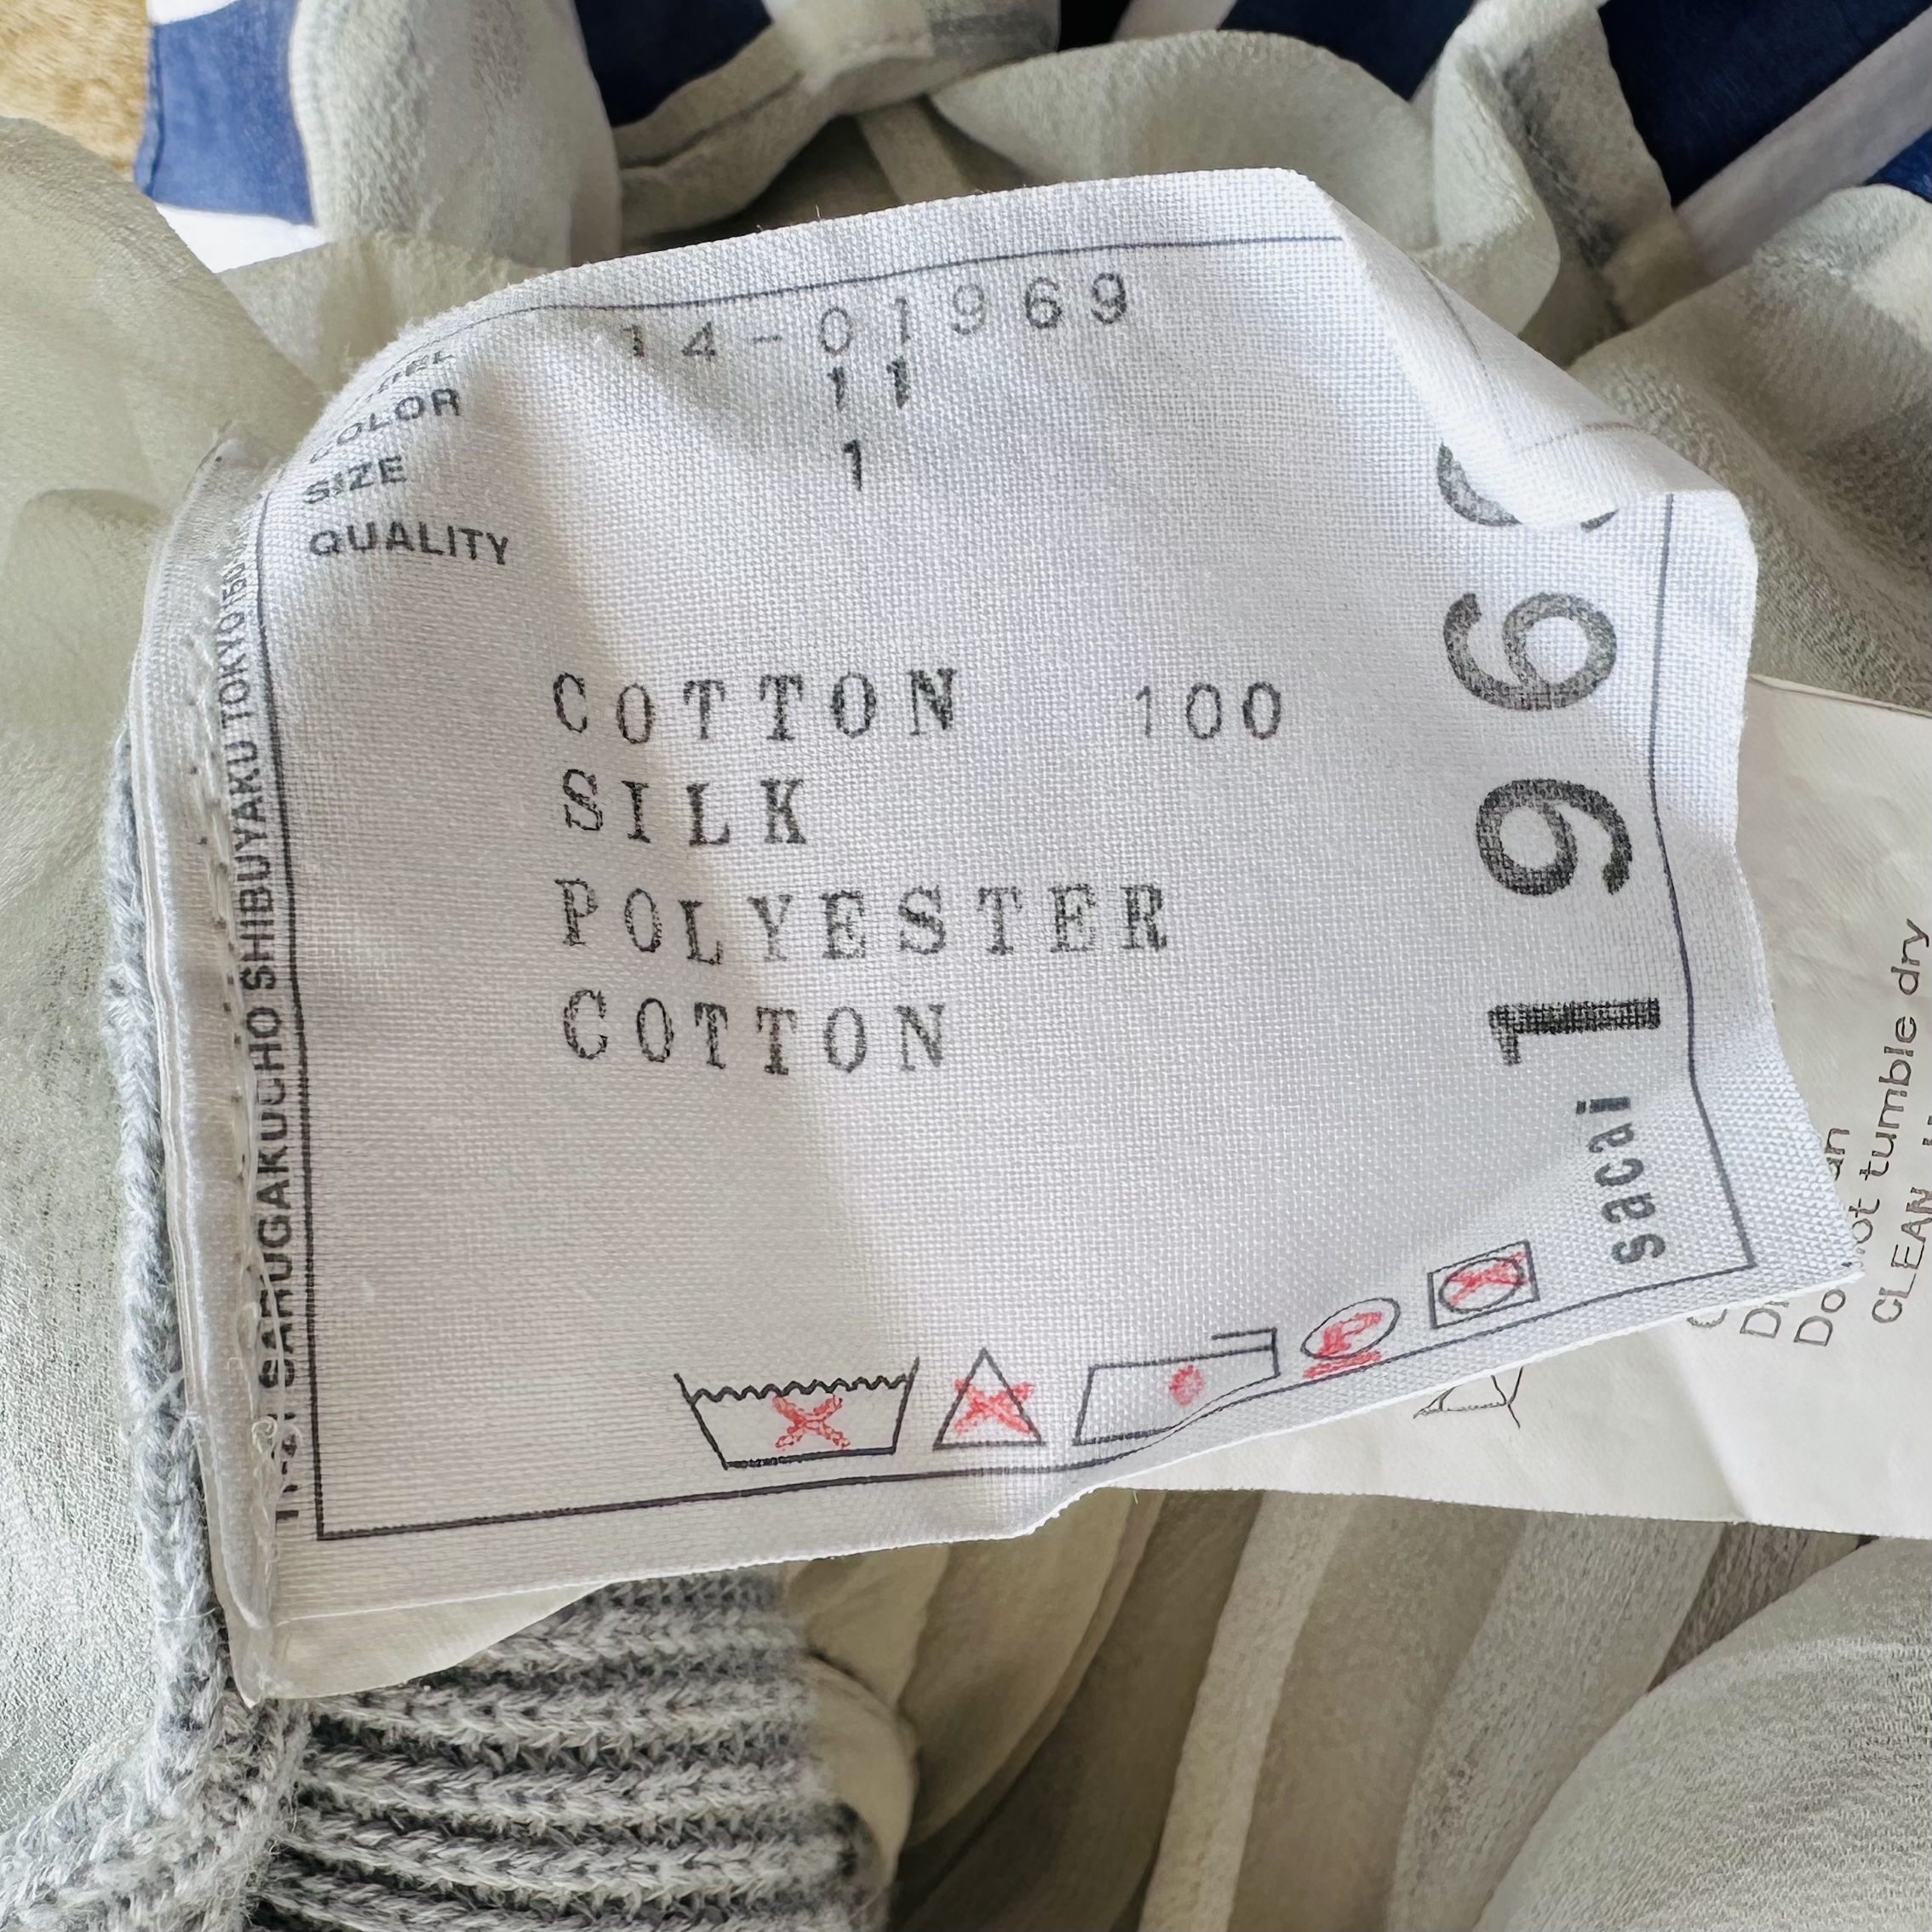 14-01969
COLOR 11
SIZE 1
QUALITY
COTTON 100
SILK
POLYESTER
COTTON
196
sacai
SARUGAKUCHO SHIBUYAKU TOKYO
tumble dry
CLEAN
Do